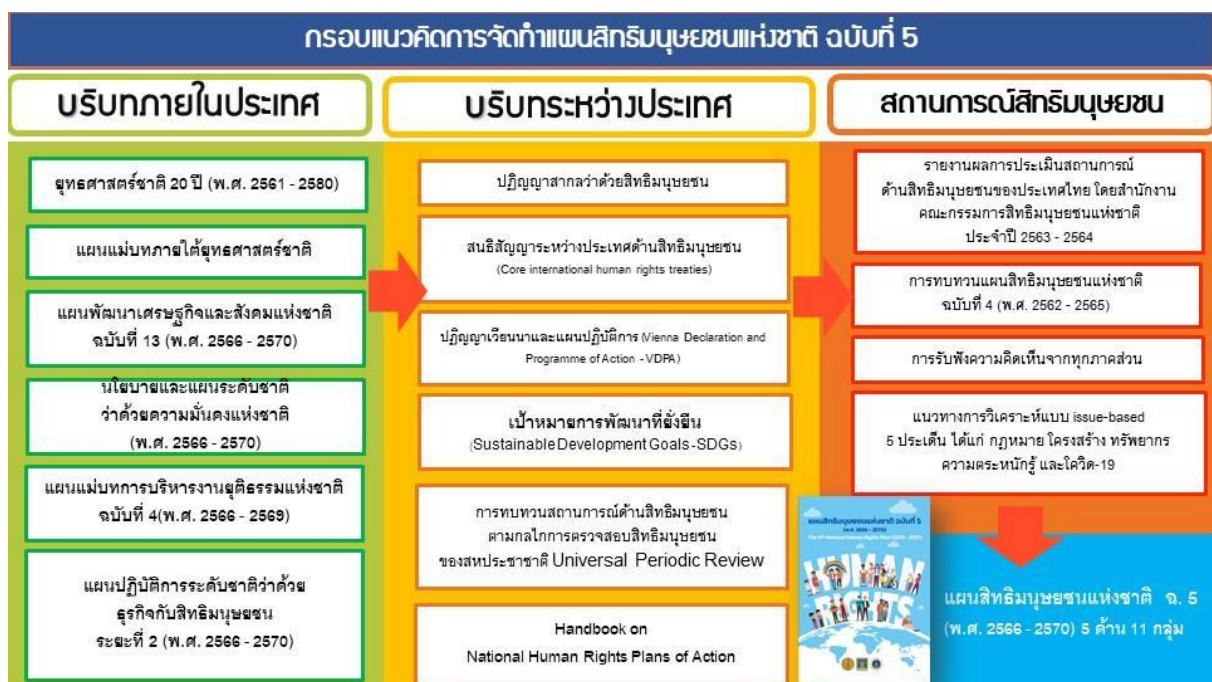 กรอบแนวคิดการจัดทำแผนสิทธิมนุษยชนแห่งชาติ ฉบับที่ 5
บริบทภายในประเทศ
ยุทธศาสตร์ชาติ 20 ปี (พ.ศ. 2561 - 2580)
แผนแม่บทภายใต้ยุทธศาสตร์ชาติ
แผนพัฒนาเศรษฐกิจและสังคมแห่งชาติ
ฉบับที่ 13 (พ.ศ. 2566 - 2570)
นโยบายและแผนระดับชาติ
ว่าด้วยความมั่นคงแห่งชาติ
(พ.ศ. 2566 - 2570)
แผนแม่บทการบริหารงานยุติธรรมแห่งชาติ
ฉบับที่ 4(พ.ศ. 2566 - 2569)
แผนปฏิบัติการระดับชาติว่าด้วย
ธุรกิจกับสิทธิมนุษยชน
ระยะที่ 2 (พ.ศ. 2566 - 2570)
บริบทระหว่างประเทศ
ปฏิญญาสากลว่าด้วยสิทธิมนุษยชน
สนธิสัญญาระหว่างประเทศด้านสิทธิมนุษยชน
(Core international human rights treaties)
ปฏิญญาเวียนนาและแผนปฏิบัติการ (Vienna Declaration and
Programme of Action - VDPA)
เป้าหมายการพัฒนาที่ยั่งยืน
(Sustainable Development Goals -SDGs)
การทบทวนสถานการณ์ด้านสิทธิมนุษยชน
ตามกลไกการตรวจสอบสิทธิมนุษยชน
ของสหประชาชาติ Universal Periodic Review
Handbook on
National Human Rights Plans of Action
สถานการณ์สิทธิมนุษยชน
รายงานผลการประเมินสถานการณ์
ด้านสิทธิมนุษยชนของประเทศไทย โดยสำนักงาน
คณะกรรมการสิทธิมนุษยชนแห่งชาติ
ประจำปี 2563 - 2564
การทบทวนแผนสิทธิมนุษยชนแห่งชาติ
ฉบับที่ 4 (พ.ศ. 2562 - 2565)
การรับฟังความคิดเห็นจากทุกภาคส่วน
แนวทางการวิเคราะห์แบบ issue-based
5 ประเด็น ได้แก่ กฎหมาย โครงสร้าง ทรัพยากร
ความตระหนักรู้ และโควิด-19
แผนสิทธิมนุษยชนแห่งชาติ ฉบับที่ 5
(พ.ศ. 2566 - 2570)
The 5th National Human Rights Plan (2023 - 2027)
HUMAN
RIGHTS
แผนสิทธิมนุษยชนแห่งชาติ ฉ. 5
(พ.ศ. 2566 - 2570) 5 ด้าน 11 กลุ่ม